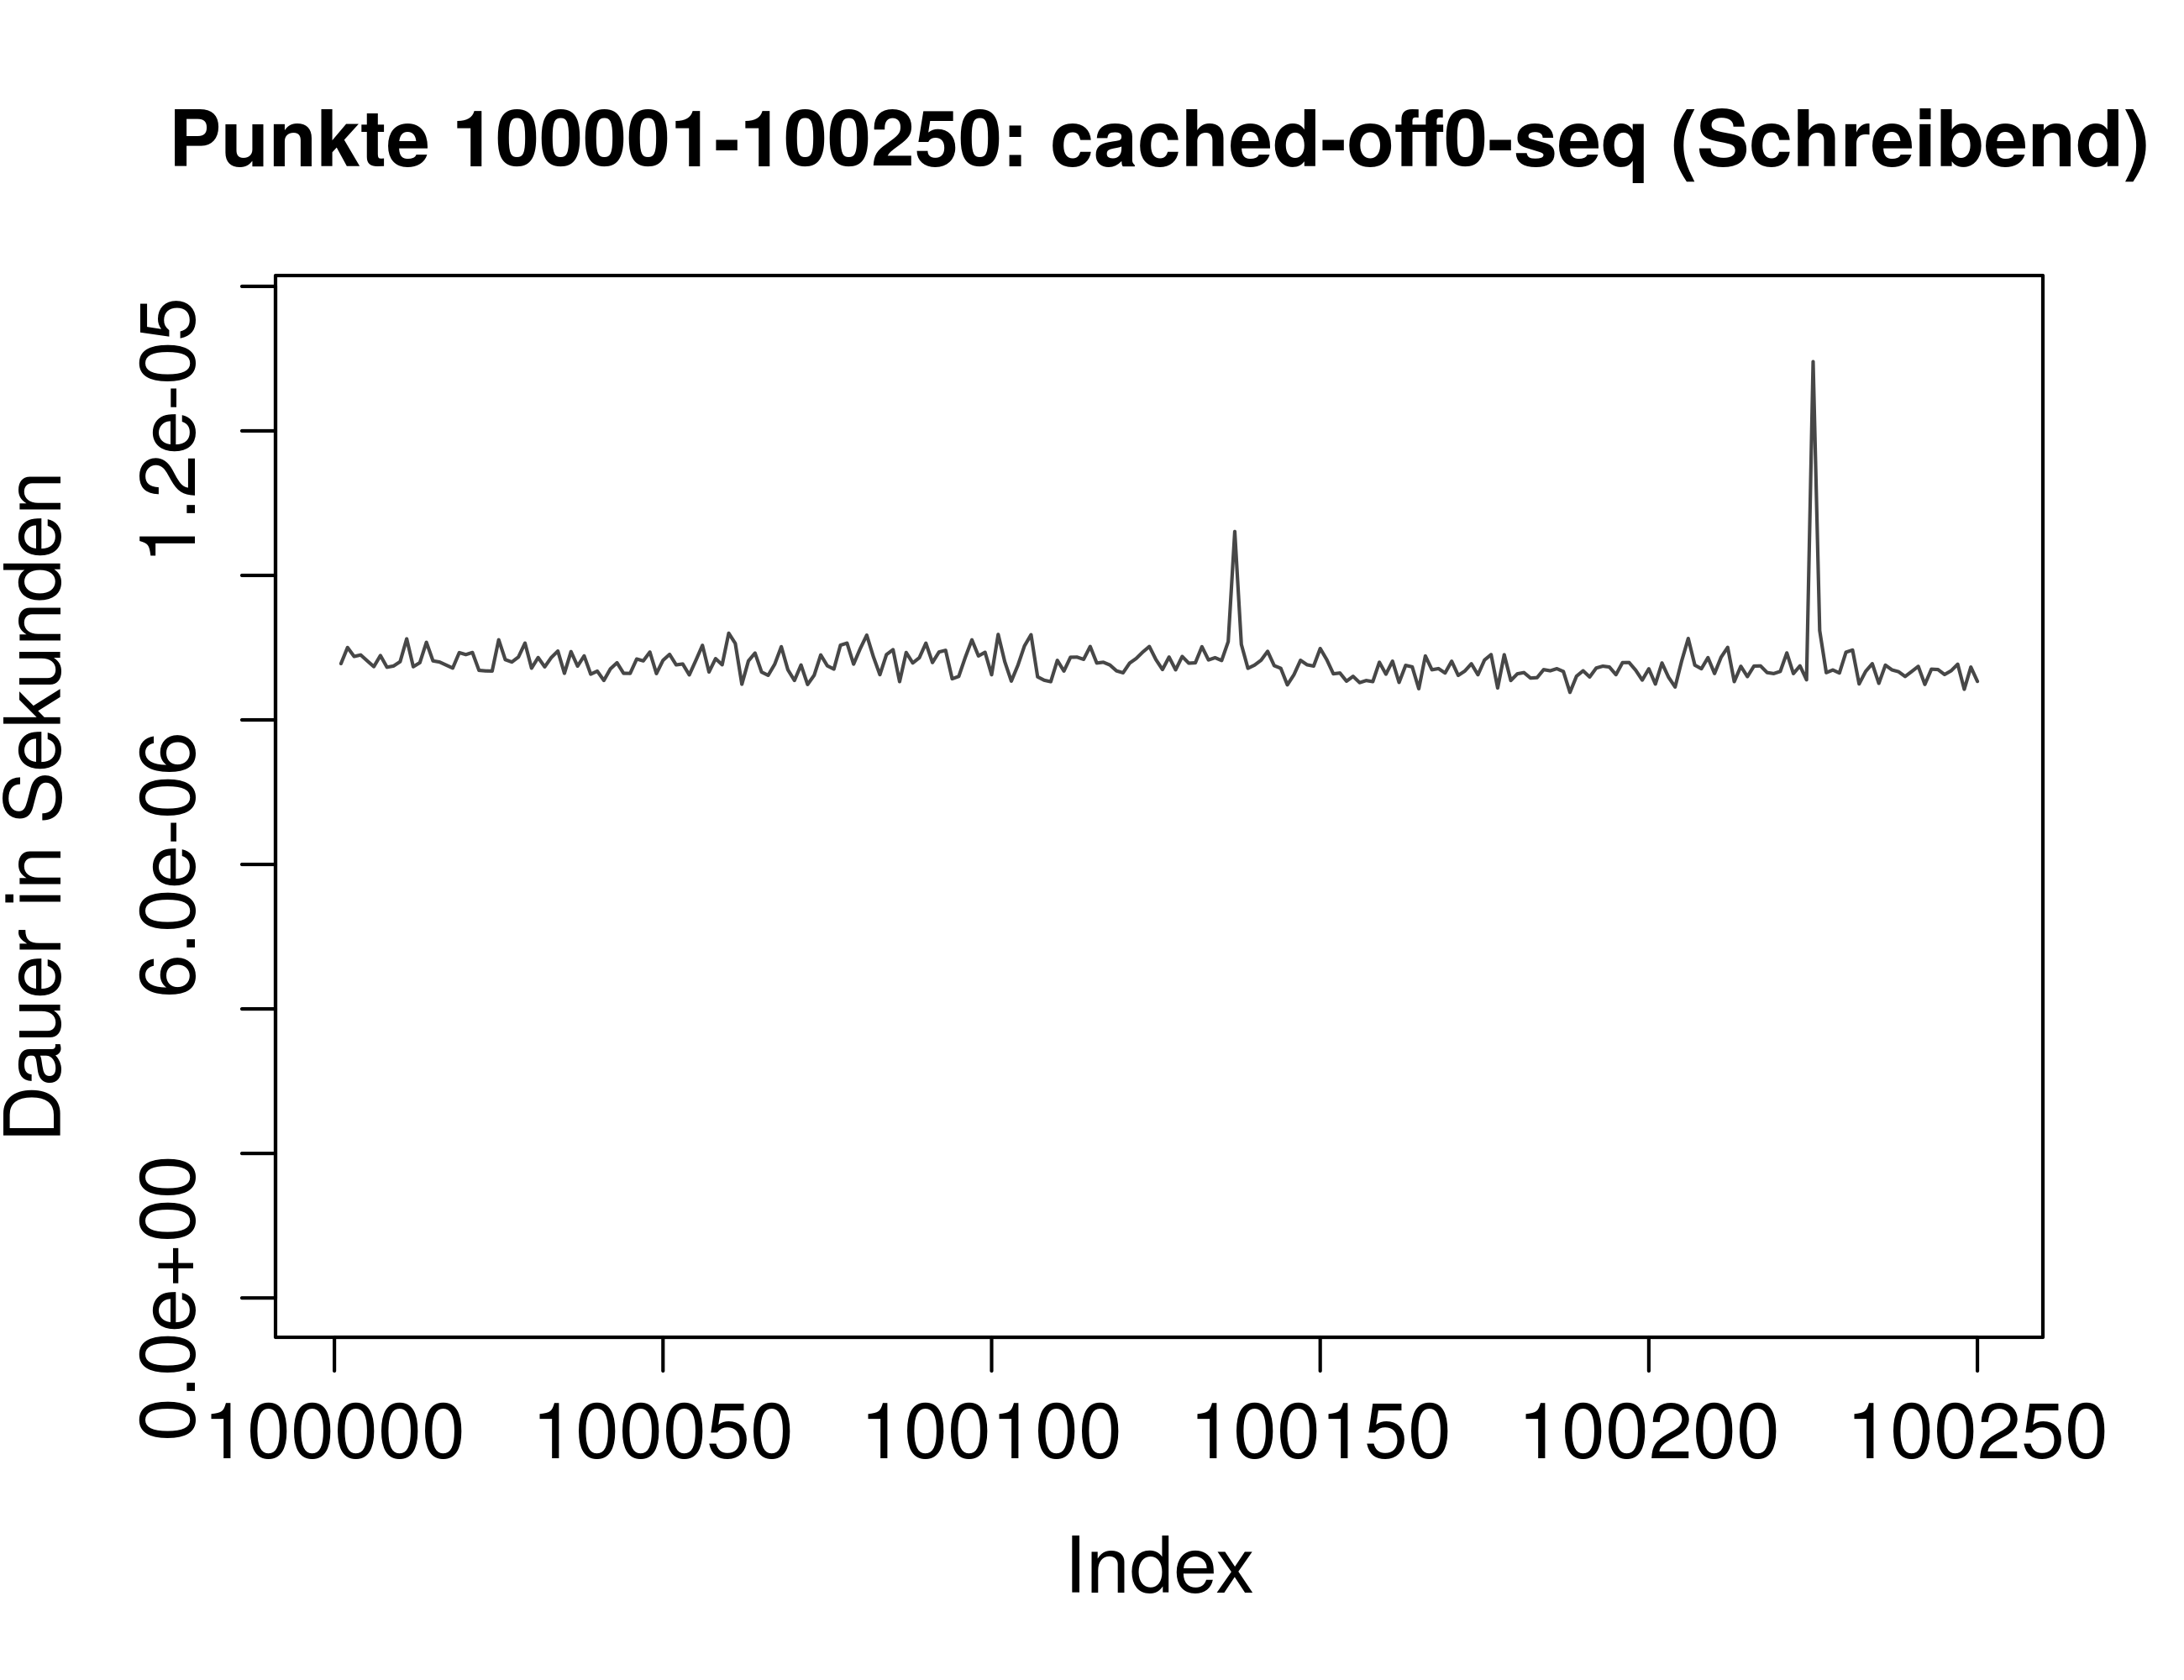 Punkte 100001-100250: cached-off0-seq (Schreibend)
Dauer in Sekunden
1.2e-05
6.0e-06
0.0e+00
100000 100050 100100 100150 100200 100250
Index